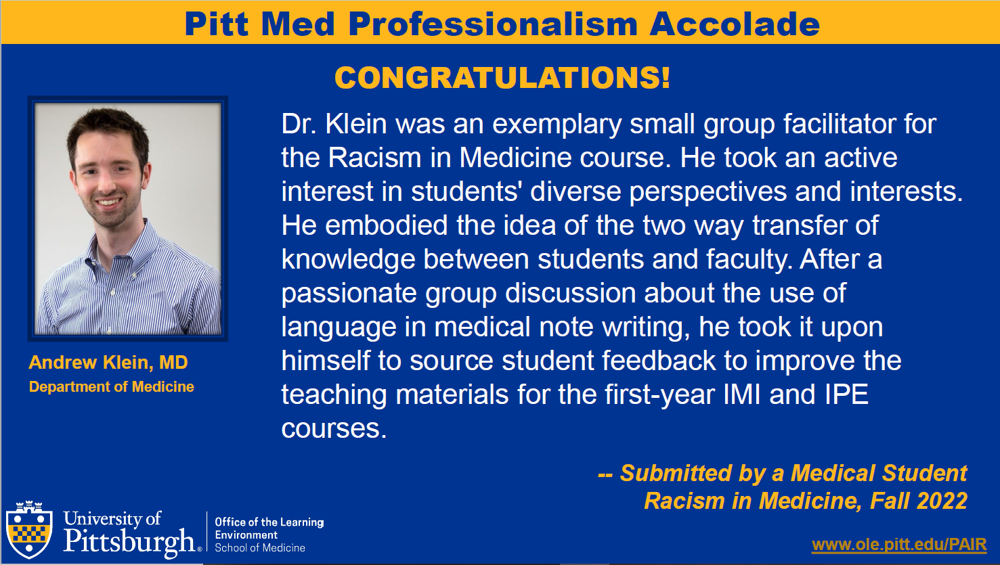 Pitt Med Professionalism Accolade
CONGRATULATIONS!
Dr. Klein was an exemplary small group facilitator for
the Racism in Medicine course. He took an active
interest in students' diverse perspectives and interests.
He embodied the idea of the two way transfer of
knowledge between students and faculty. After a
passionate group discussion about the use of
language in medical note writing, he took it upon
himself to source student feedback to improve the
teaching materials for the first-year IMI and IPE
courses.
Andrew Klein, MD
Department of Medicine
-- Submitted by a Medical Student
Racism in Medicine, Fall 2022
University of
Pittsburgh®
Office of the Learning
Environment
School of Medicine
www.ole.pitt.edu/PAIR